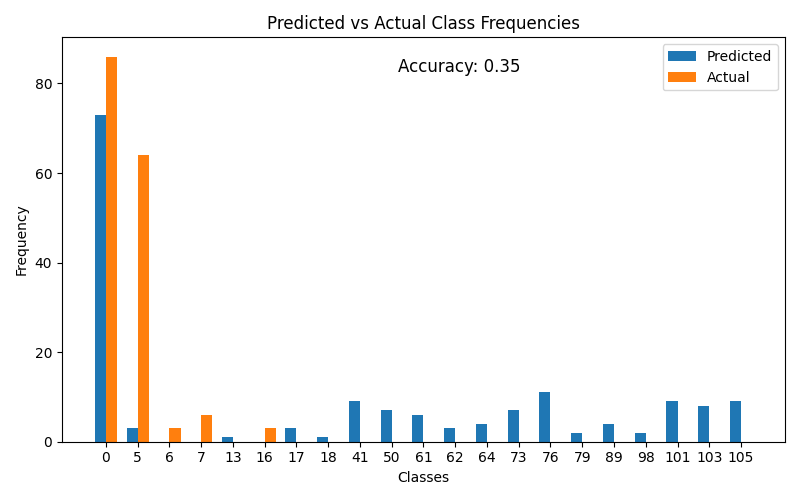 Predicted vs Actual Class Frequencies
Accuracy: 0.35
Predicted
Actual
Frequency
80
60
40
20
0
0 5 6 7 13 16 17 18 41 50 61 62 64 73 76 79 89 98 101 103 105
Classes